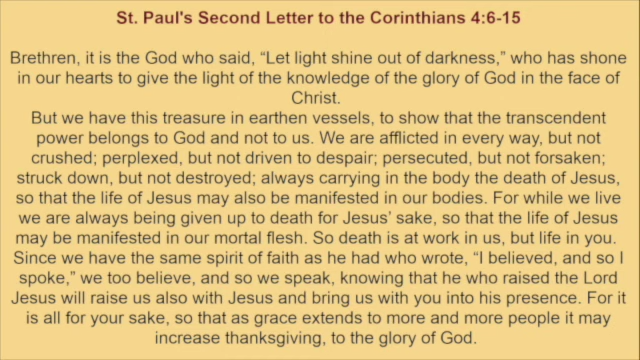 St. Paul's Second Letter to the Corinthians 4:6-15
Brethren, it is the God who said, “Let light shine out of darkness,” who has shone
in our hearts to give the light of the knowledge of the glory of God in the face of
Christ.
But we have this treasure in earthen vessels, to show that the transcendent
power belongs to God and not to us. We are afflicted in every way, but not
crushed; perplexed, but not driven to despair; persecuted, but not forsaken;
struck down, but not destroyed; always carrying in the body the death of Jesus,
so that the life of Jesus may also be manifested in our bodies. For while we live
we are always being given up to death for Jesus’ sake, so that the life of Jesus
may be manifested in our mortal flesh. So death is at work in us, but life in you.
Since we have the same spirit of faith as he had who wrote, “I believed, and so I
spoke,” we too believe, and so we speak, knowing that he who raised the Lord
Jesus will raise us also with Jesus and bring us with you into his presence. For it
is all for your sake, so that as grace extends to more and more people it may
increase thanksgiving, to the glory of God.